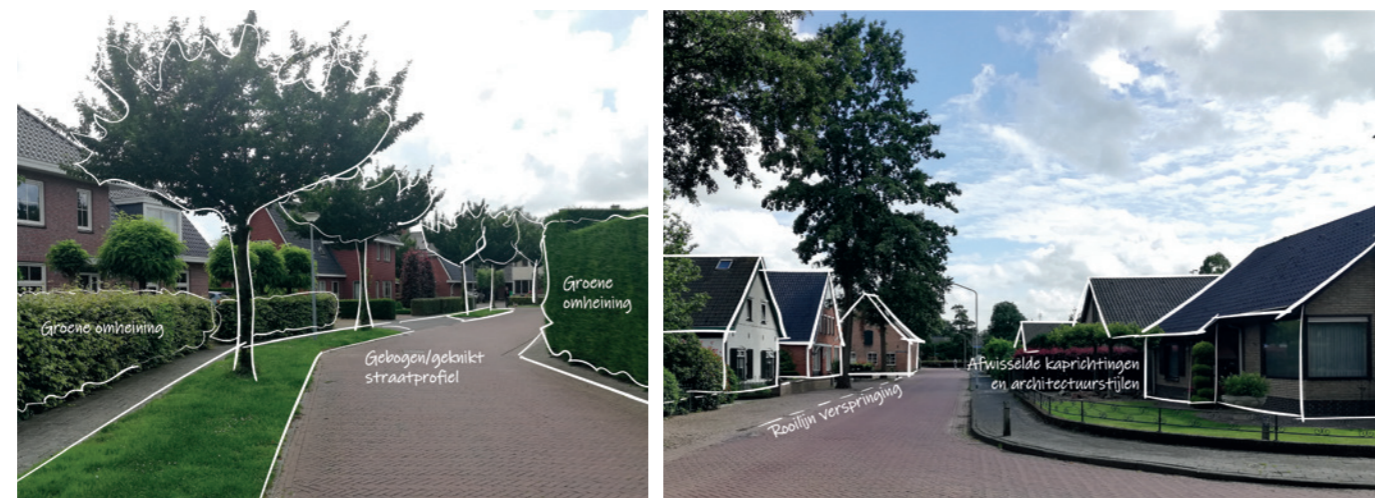 Groene omheining
Gebogen/geknikt
straatprofiel
Groene
omheining
Rooilijn verspringing
Afwisselde kaprichtingen
en architectuurstijlen